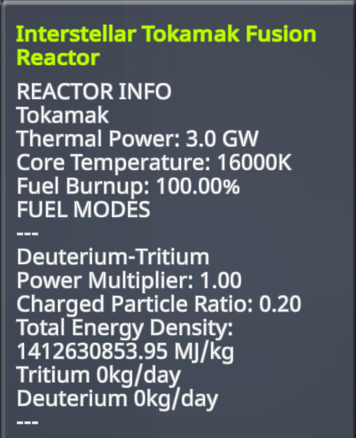 Interstellar Tokamak Fusion
Reactor
REACTOR INFO
Tokamak
Thermal Power: 3.0 GW
Core Temperature: 16000K
Fuel Burnup: 100.00%
FUEL MODES
---
Deuterium-Tritium
Power Multiplier: 1.00
Charged Particle Ratio: 0.20
Total Energy Density:
1412630853.95 MJ/kg
Tritium 0kg/day
Deuterium 0kg/day
---